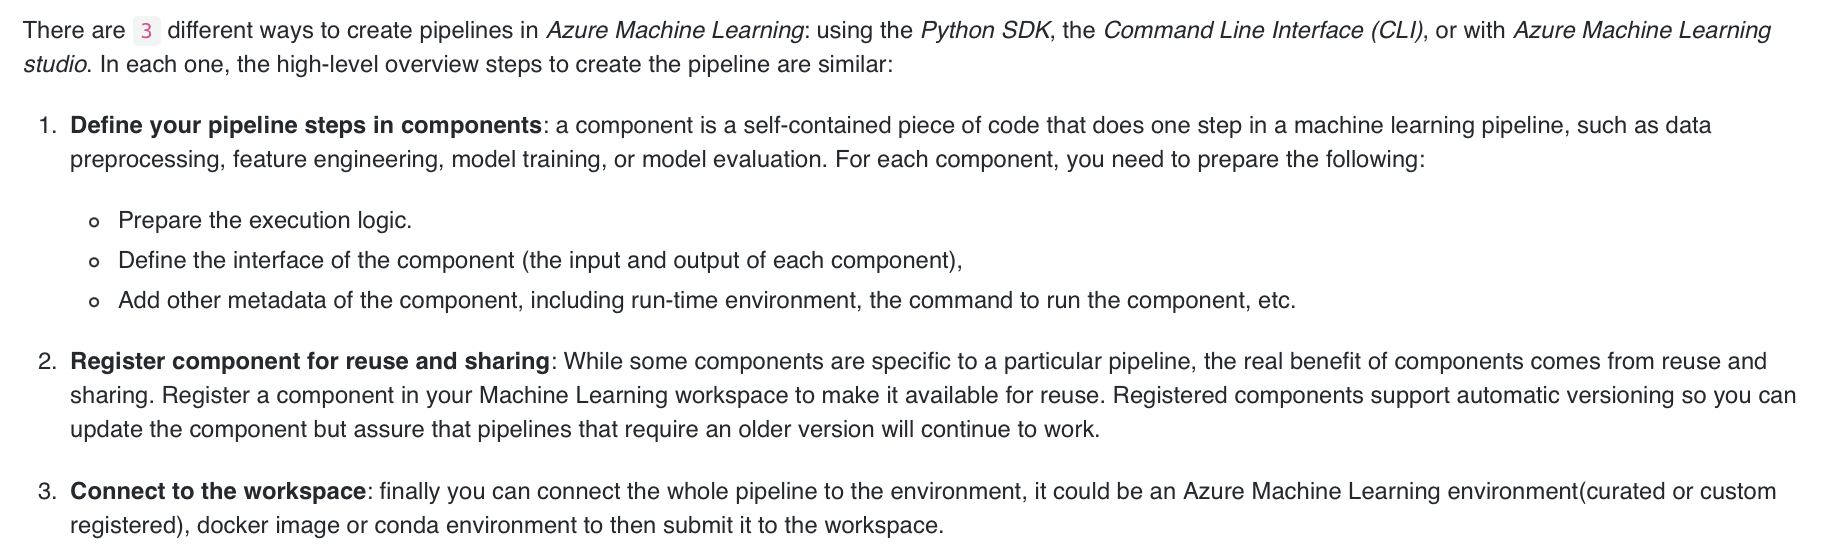 There are 3 different ways to create pipelines in Azure Machine Learning: using the Python SDK, the Command Line Interface (CLI), or with Azure Machine Learning
studio. In each one, the high-level overview steps to create the pipeline are similar:
1. Define your pipeline steps in components: a component is a self-contained piece of code that does one step in a machine learning pipeline, such as data
preprocessing, feature engineering, model training, or model evaluation. For each component, you need to prepare the following:
○ Prepare the execution logic.
○ Define the interface of the component (the input and output of each component),
○ Add other metadata of the component, including run-time environment, the command to run the component, etc.
2. Register component for reuse and sharing: While some components are specific to a particular pipeline, the real benefit of components comes from reuse and
sharing. Register a component in your Machine Learning workspace to make it available for reuse. Registered components support automatic versioning so you can
update the component but assure that pipelines that require an older version will continue to work.
3. Connect to the workspace: finally you can connect the whole pipeline to the environment, it could be an Azure Machine Learning environment(curated or custom
registered), docker image or conda environment to then submit it to the workspace.